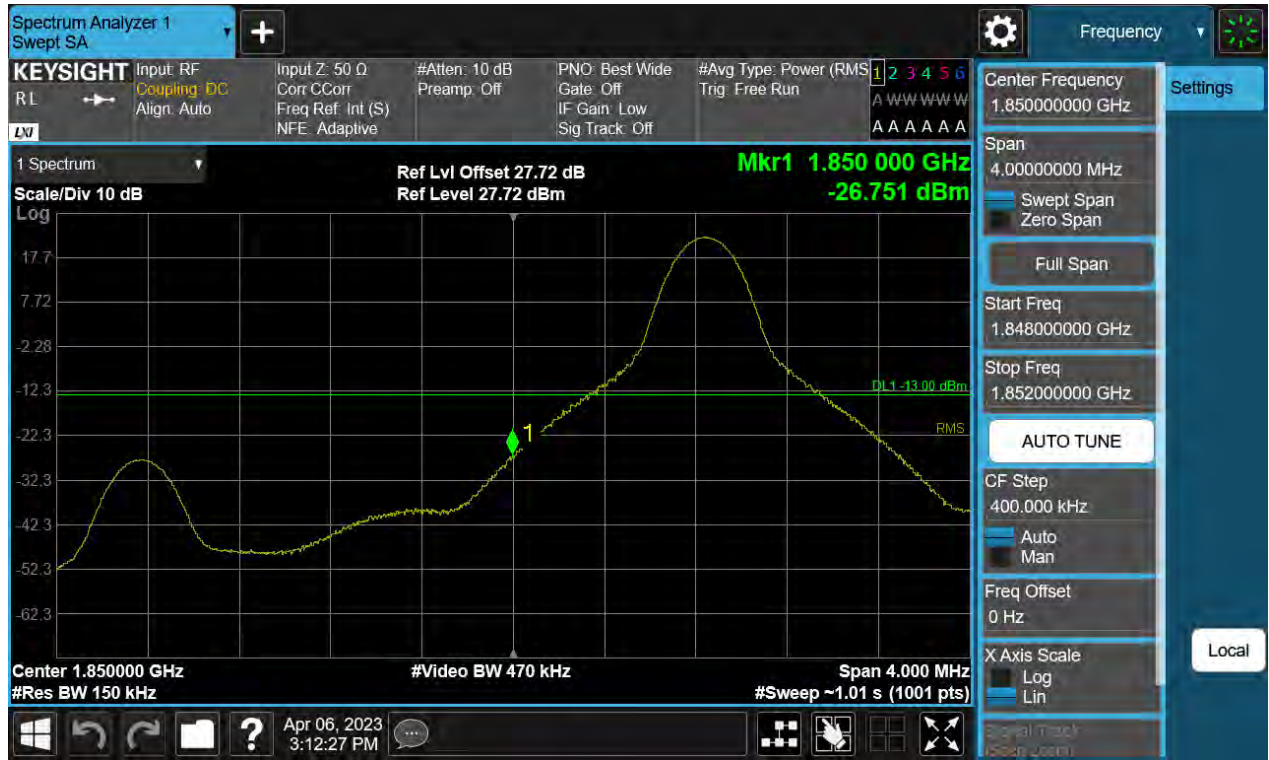 Spectrum Analyzer 1
Swept SA
Frequency
KEYSIGHT
RL
LXI
Input: RF
Coupling: DC
Align: Auto
Input Z: 50 Ω
Corr CCorr
Freq Ref: Int (S)
NFE: Adaptive
#Atten: 10 dB
Preamp: Off
PNO: Best Wide
Gate: Off
IF Gain: Low
Sig Track: Off
#Avg Type: Power (RMS
Trig: Free Run
1 2 3 4 5 6
A W W W W W
A A A A A A
1 Spectrum
Scale/Div 10 dB
Log
Ref Lvl Offset 27.72 dB
Ref Level 27.72 dBm
Mkr1 1.850 000 GHz
-26.751 dBm
17.7
7.72
-2.28
-12.3
-22.3
-32.3
-42.3
-52.3
-62.3
DL1 -13.00 dBm
RMS
1
Center 1.850000 GHz
#Res BW 150 kHz
#Video BW 470 kHz
Span 4.000 MHz
#Sweep ~1.01 s (1001 pts)
Center Frequency
1.850000000 GHz
Settings
Span
4.00000000 MHz
Swept Span
Zero Span
Full Span
Start Freq
1.848000000 GHz
Stop Freq
1.852000000 GHz
AUTO TUNE
CF Step
400.000 kHz
Auto
Man
Freq Offset
0 Hz
X Axis Scale
Log
Lin
Local
Signal Track
(Span Zoom)
?
Apr 06, 2023
3:12:27 PM